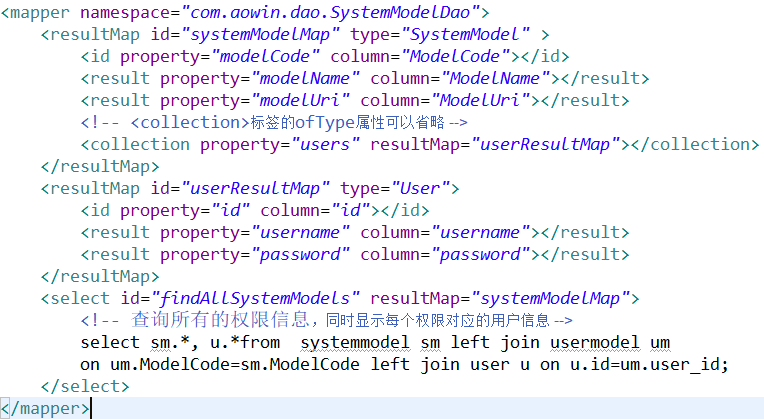 <mapper namespace="com.aowin.dao.SystemModelDao">
<resultMap id="systemModelMap" type="SystemModel" >
<id property="modelCode" column="ModelCode"></id>
<result property="modelName" column="ModelName"></result>
<result property="modelUri" column="ModelUri"></result>
<!-- <collection>标签的ofType属性可以省略 -->
<collection property="users" resultMap="userResultMap"></collection>
</resultMap>
<resultMap id="userResultMap" type="User">
<id property="id" column="id"></id>
<result property="username" column="username"></result>
<result property="password" column="password"></result>
</resultMap>
<select id="findAllSystemModels" resultMap="systemModelMap">
<!-- 查询所有的权限信息，同时显示每个权限对应的用户信息 -->
select sm.*, u.*from  systemmodel sm left join usermodel um
on um.ModelCode=sm.ModelCode left join user u on u.id=um.user_id;
</select>
</mapper>